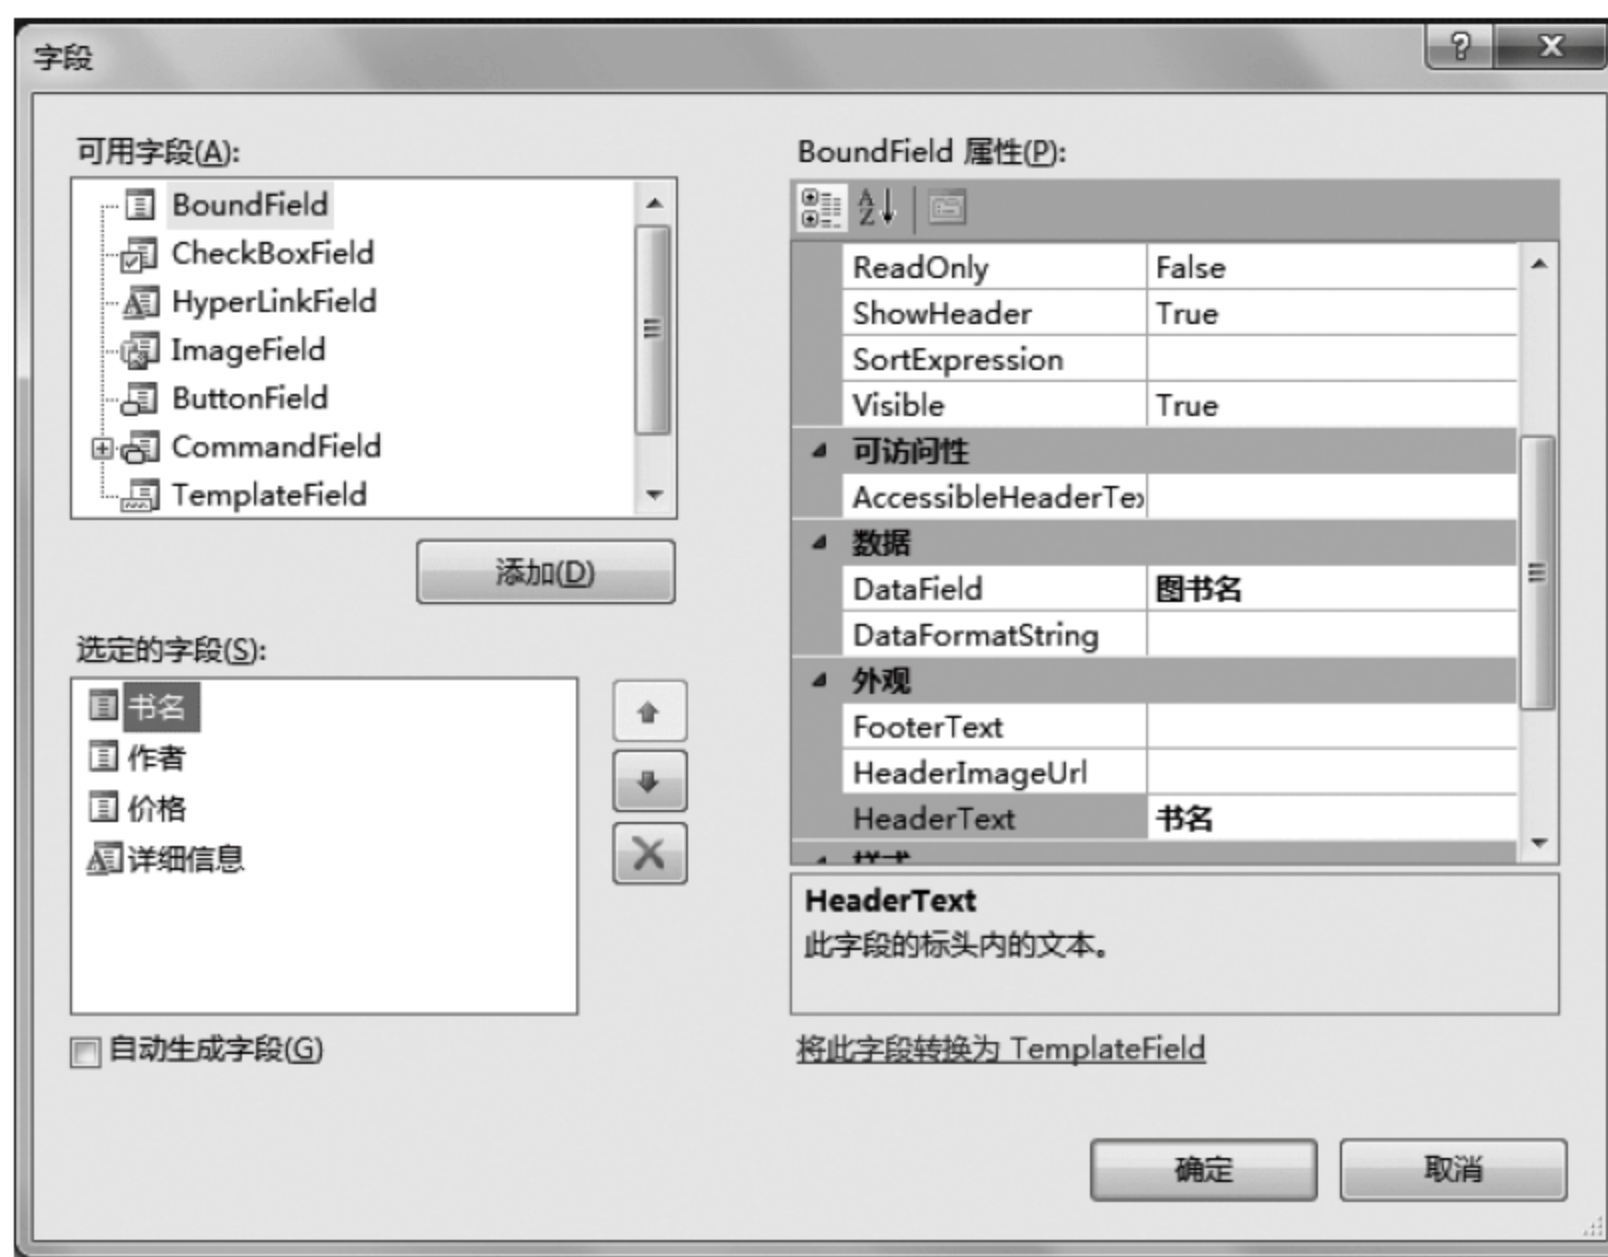 字段
可用字段(A):
BoundField
CheckBoxField
HyperLinkField
ImageField
ButtonField
CommandField
TemplateField
添加(D)
选定的字段(S):
书名
作者
价格
详细信息
自动生成字段(G)
BoundField 属性(P):
ReadOnly False
ShowHeader True
SortExpression
Visible True
可访问性
AccessibleHeaderTe
数据
DataField 图书名
DataFormatString
外观
FooterText
HeaderImageUrl
HeaderText 书名
HeaderText
此字段的标头内的文本。
将此字段转换为 TemplateField
确定
取消